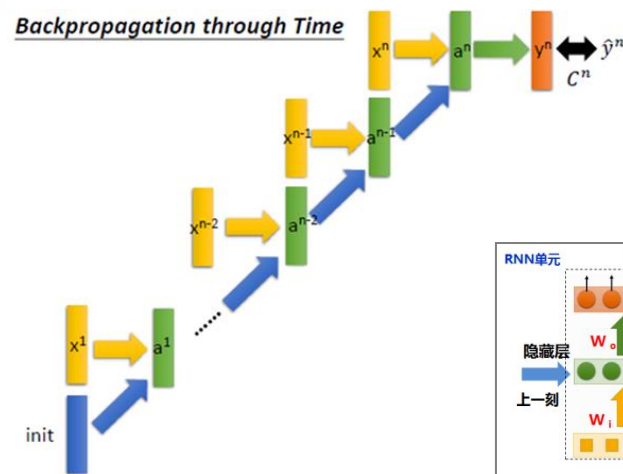 Backpropagation through Time
xⁿ aⁿ yⁿ ŷⁿ
Cⁿ
xⁿ⁻¹ aⁿ⁻¹
xⁿ⁻² aⁿ⁻²
......
x¹ a¹
init
RNN单元
Wₒ
隐藏层
上一刻
Wᵢ